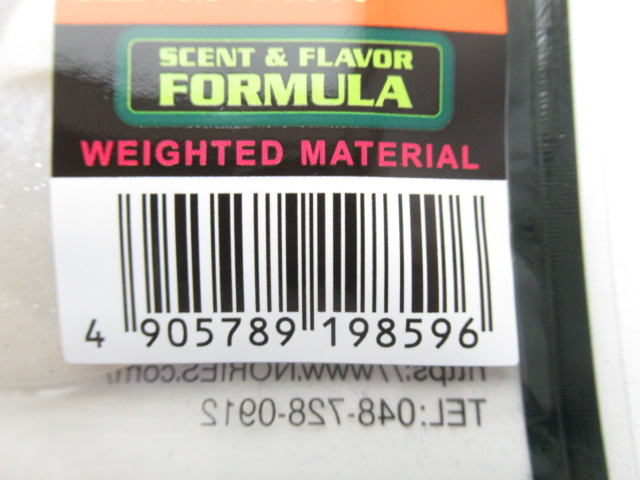 SCENT & FLAVOR
FORMULA
WEIGHTED MATERIAL
4 905789 198596
https://www.NORIES.com/
TEL:048-728-0912